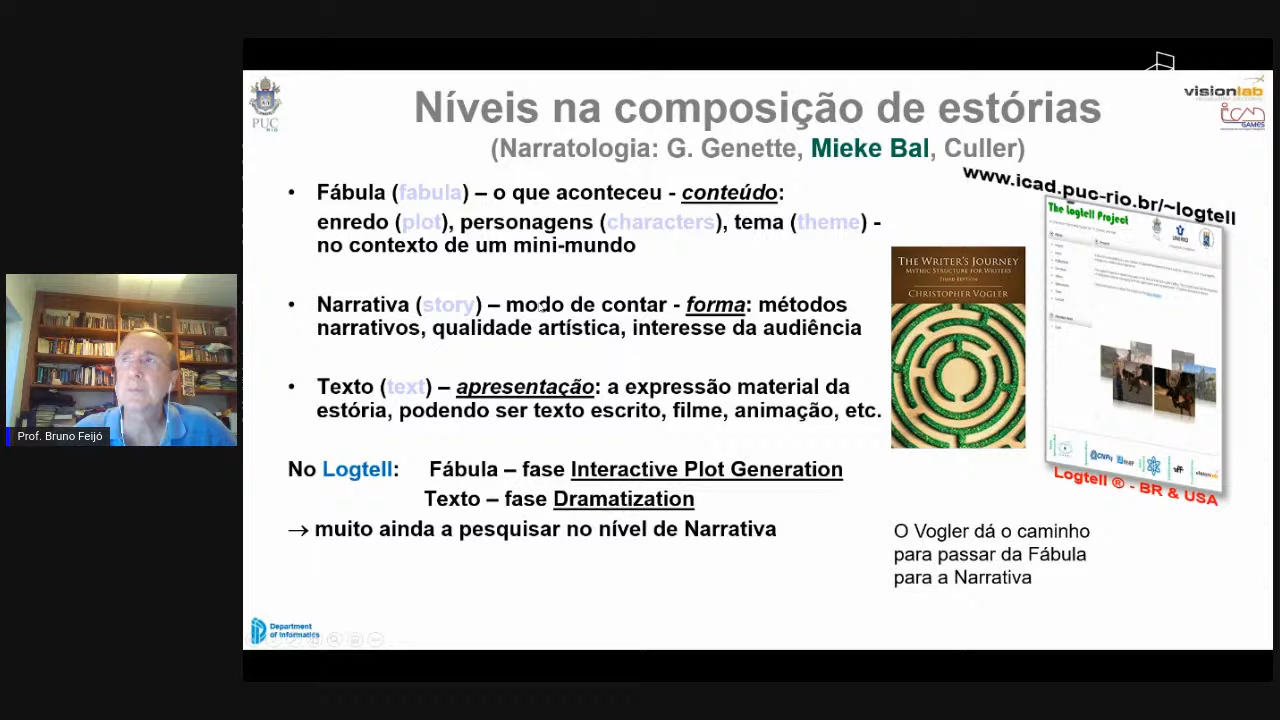 Níveis na composição de estórias
(Narratologia: G. Genette, Mieke Bal, Culler)
• Fábula (fabula) – o que aconteceu - conteúdo:
enredo (plot), personagens (characters), tema (theme) -
no contexto de um mini-mundo
• Narrativa (story) – modo de contar - forma: métodos
narrativos, qualidade artística, interesse da audiência
• Texto (text) – apresentação: a expressão material da
estória, podendo ser texto escrito, filme, animação, etc.
No Logtell: Fábula – fase Interactive Plot Generation
Texto – fase Dramatization
→ muito ainda a pesquisar no nível de Narrativa
PUC
RIO
visionlab
icad
GAMES
www.icad.puc-rio.br/~logtell
The Logtell Project
THE WRITER'S JOURNEY
MYTHIC STRUCTURE FOR WRITERS
THIRD EDITION
CHRISTOPHER VOGLER
CNPq
uff
visionlab
Logtell ® - BR & USA
O Vogler dá o caminho
para passar da Fábula
para a Narrativa
Department
of Informatics
Prof. Bruno Feijó